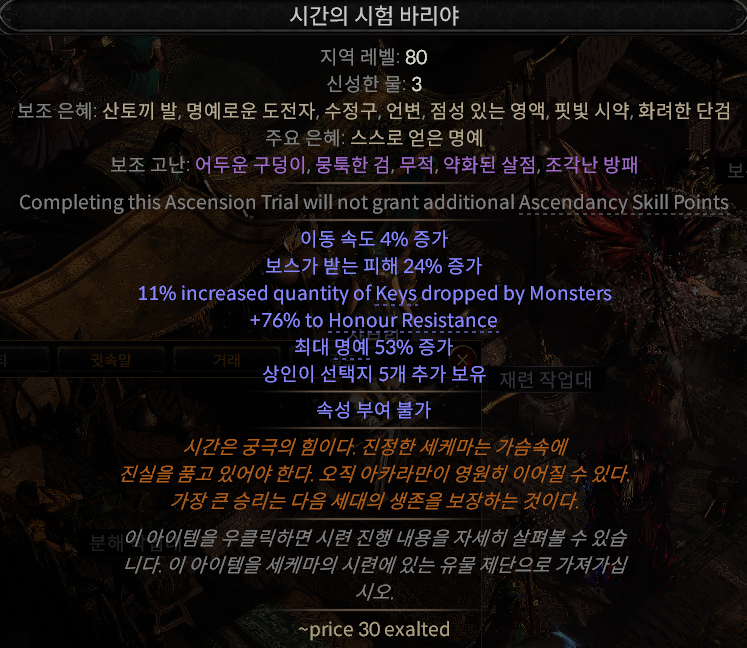 시간의 시험 바리야
지역 레벨: 80
신성한 물: 3
보조 은혜: 산토끼 발, 명예로운 도전자, 수정구, 언변, 점성 있는 영액, 핏빛 시약, 화려한 단검
주요 은혜: 스스로 얻은 명예
보조 고난: 어두운 구덩이, 뭉툭한 검, 무적, 약화된 살점, 조각난 방패
Completing this Ascension Trial will not grant additional Ascendancy Skill Points
이동 속도 4% 증가
보스가 받는 피해 24% 증가
11% increased quantity of Keys dropped by Monsters
+76% to Honour Resistance
최대 명예 53% 증가
귓속말
거래
상인이 선택지 5개 추가 보유
재련 작업대
속성 부여 불가
시간은 궁극의 힘이다. 진정한 세케마는 가슴속에
진실을 품고 있어야 한다. 오직 아카라만이 영원히 이어질 수 있다.
가장 큰 승리는 다음 세대의 생존을 보장하는 것이다.
분해
이 아이템을 우클릭하면 시련 진행 내용을 자세히 살펴볼 수 있습
니다. 이 아이템을 세케마의 시련에 있는 유물 제단으로 가져가십
시오.
~price 30 exalted